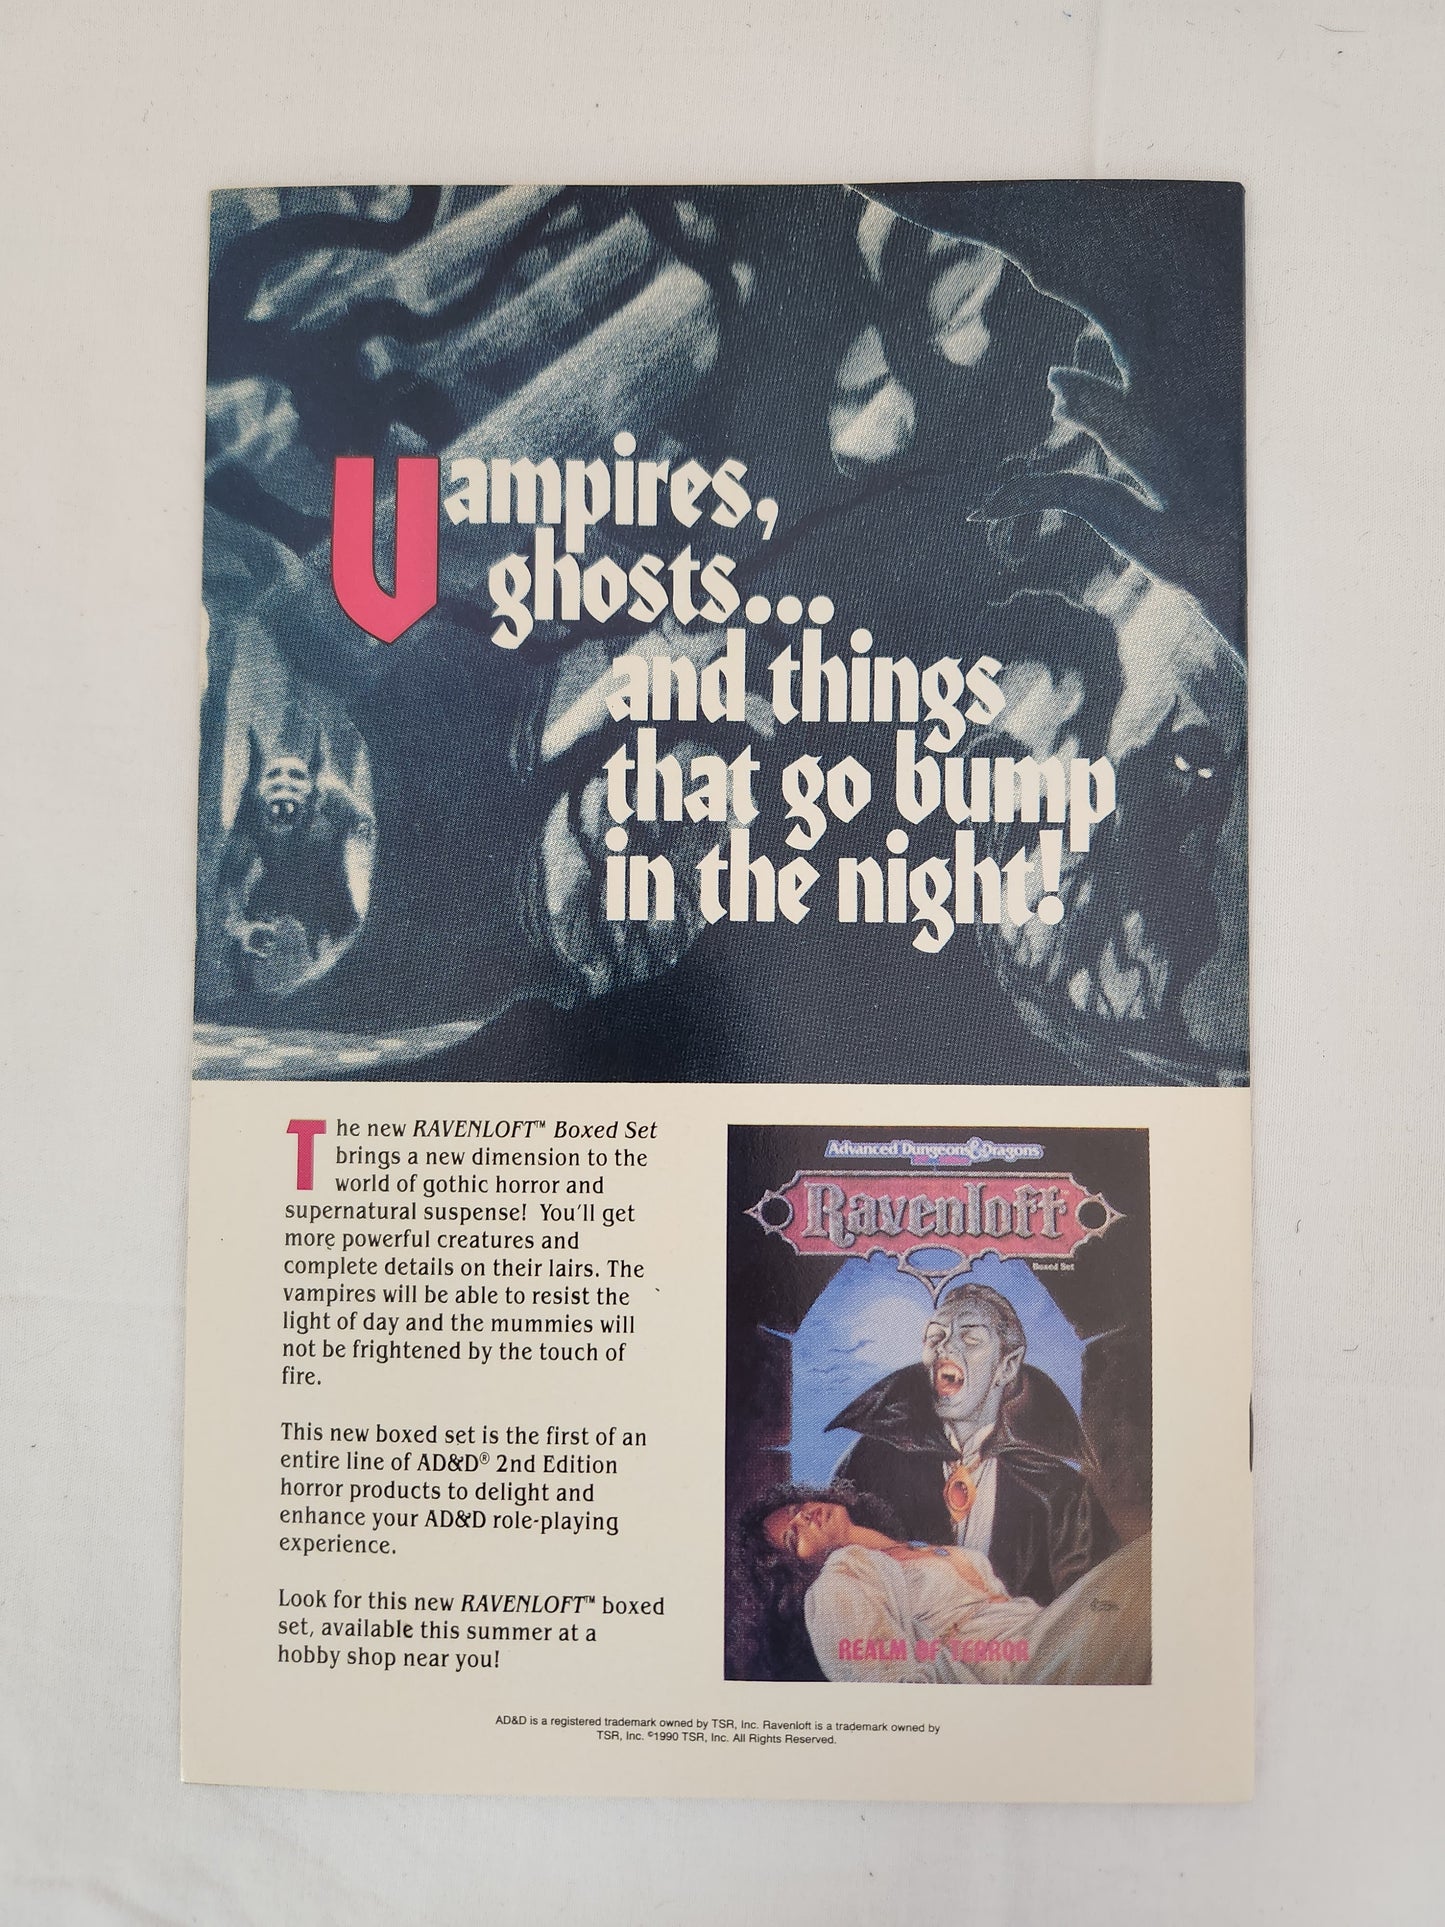 Vampires,
ghosts...
and things
that go bump
in the night!
The new RAVENLOFT™ Boxed Set
brings a new dimension to the
world of gothic horror and
supernatural suspense! You'll get
more powerful creatures and
complete details on their lairs. The
vampires will be able to resist the
light of day and the mummies will
not be frightened by the touch of
fire.
This new boxed set is the first of an
entire line of AD&D® 2nd Edition
horror products to delight and
enhance your AD&D role-playing
experience.
Look for this new RAVENLOFT™ boxed
set, available this summer at a
hobby shop near you!
Advanced Dungeons & Dragons
Ravenloft
Boxed Set
REALM OF TERROR
AD&D is a registered trademark owned by TSR, Inc. Ravenloft is a trademark owned by
TSR, Inc. ©1990 TSR, Inc. All Rights Reserved.